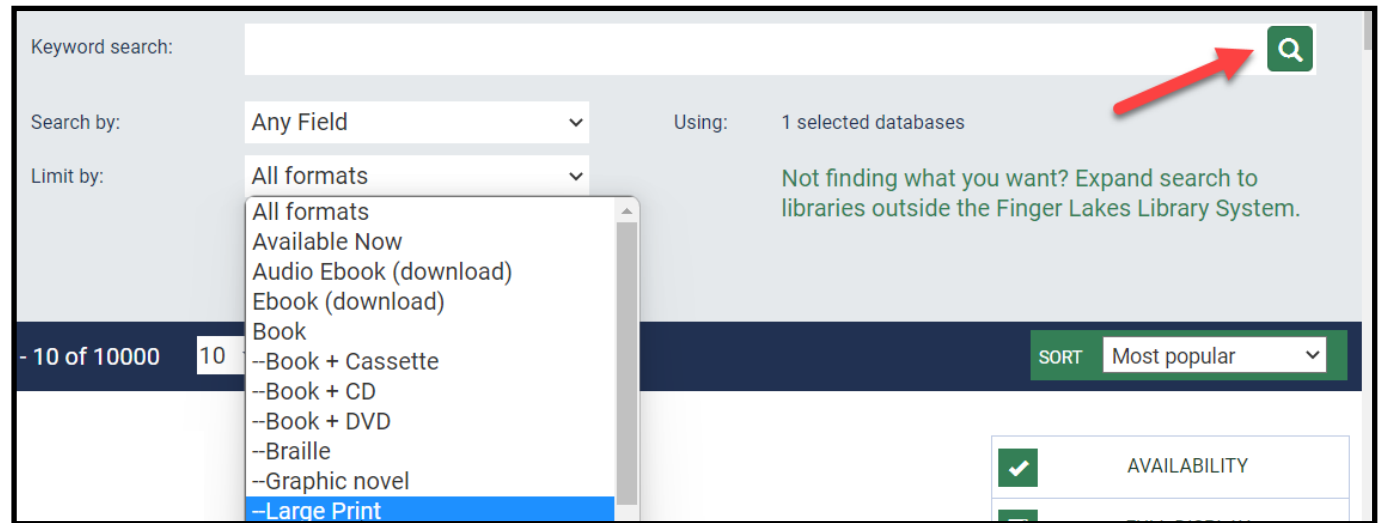 Keyword search:
Search by:
Any Field
Using:
1 selected databases
Limit by:
All formats
Not finding what you want? Expand search to
libraries outside the Finger Lakes Library System.
All formats
Available Now
Audio Ebook (download)
Ebook (download)
Book
--Book + Cassette
--Book + CD
--Book + DVD
--Braille
--Graphic novel
--Large Print
- 10 of 10000
10
SORT
Most popular
AVAILABILITY